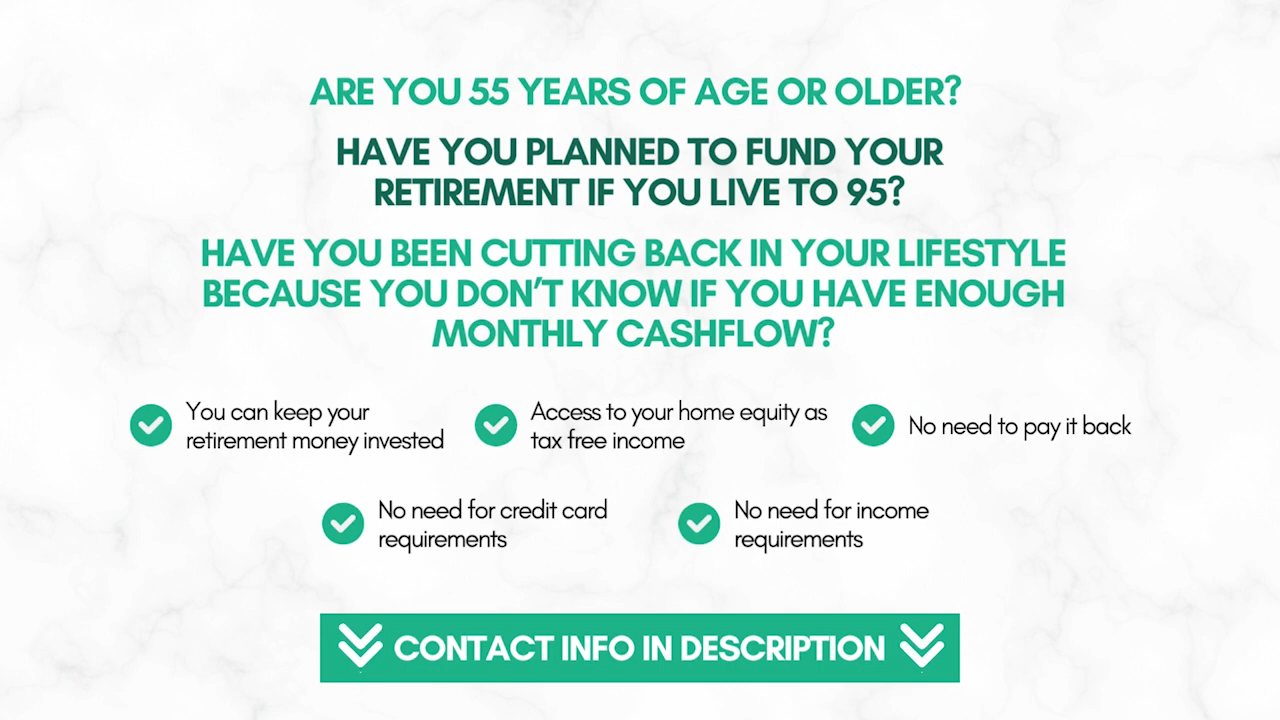 ARE YOU 55 YEARS OF AGE OR OLDER?
HAVE YOU PLANNED TO FUND YOUR
RETIREMENT IF YOU LIVE TO 95?
HAVE YOU BEEN CUTTING BACK IN YOUR LIFESTYLE
BECAUSE YOU DON’T KNOW IF YOU HAVE ENOUGH
MONTHLY CASHFLOW?
You can keep your
retirement money invested
Access to your home equity as
tax free income
No need to pay it back
No need for credit card
requirements
No need for income
requirements
CONTACT INFO IN DESCRIPTION